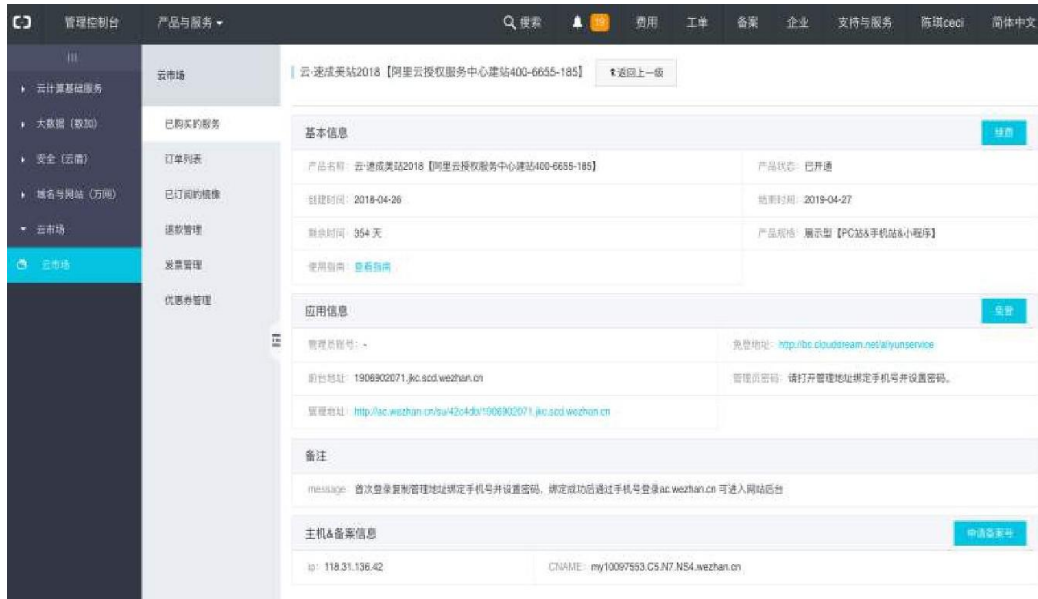 管理控制台 产品与服务 搜索 19 费用 工单 备案 企业 支持与服务 陈琪ceci 简体中文
云计算基础服务
大数据（数加）
安全（云盾）
域名与网站（万网）
云市场
云市场
云市场
已购买的服务
订单列表
已订阅的镜像
退款管理
发票管理
优惠券管理
云·速成美站2018【阿里云授权服务中心建站400-6655-185】 返回上一级
基本信息 续费
产品名称: 云·速成美站2018【阿里云授权服务中心建站400-6655-185】 产品状态: 已开通
创建时间: 2018-04-26 结束时间: 2019-04-27
剩余时间: 354 天 产品规格: 展示型【PC站&手机站&小程序】
使用指南: 查看指南
应用信息 免登
管理员账号: - 免登地址: http://bc.cloudream.net/aliyunservice
前台地址: 1906902071.jkc.scd.wezhan.cn 管理员密码: 请打开管理地址绑定手机号并设置密码。
管理地址: http://ac.wezhan.cn/su/42c4db/1906902071.jkc.scd.wezhan.cn
备注
message: 首次登录复制管理地址绑定手机号并设置密码，绑定成功后通过手机号登录ac.wezhan.cn 可进入网站后台
主机&备案信息 申请备案号
ip: 118.31.136.42 CNAME: my10097553.C5.N7.NS4.wezhan.cn